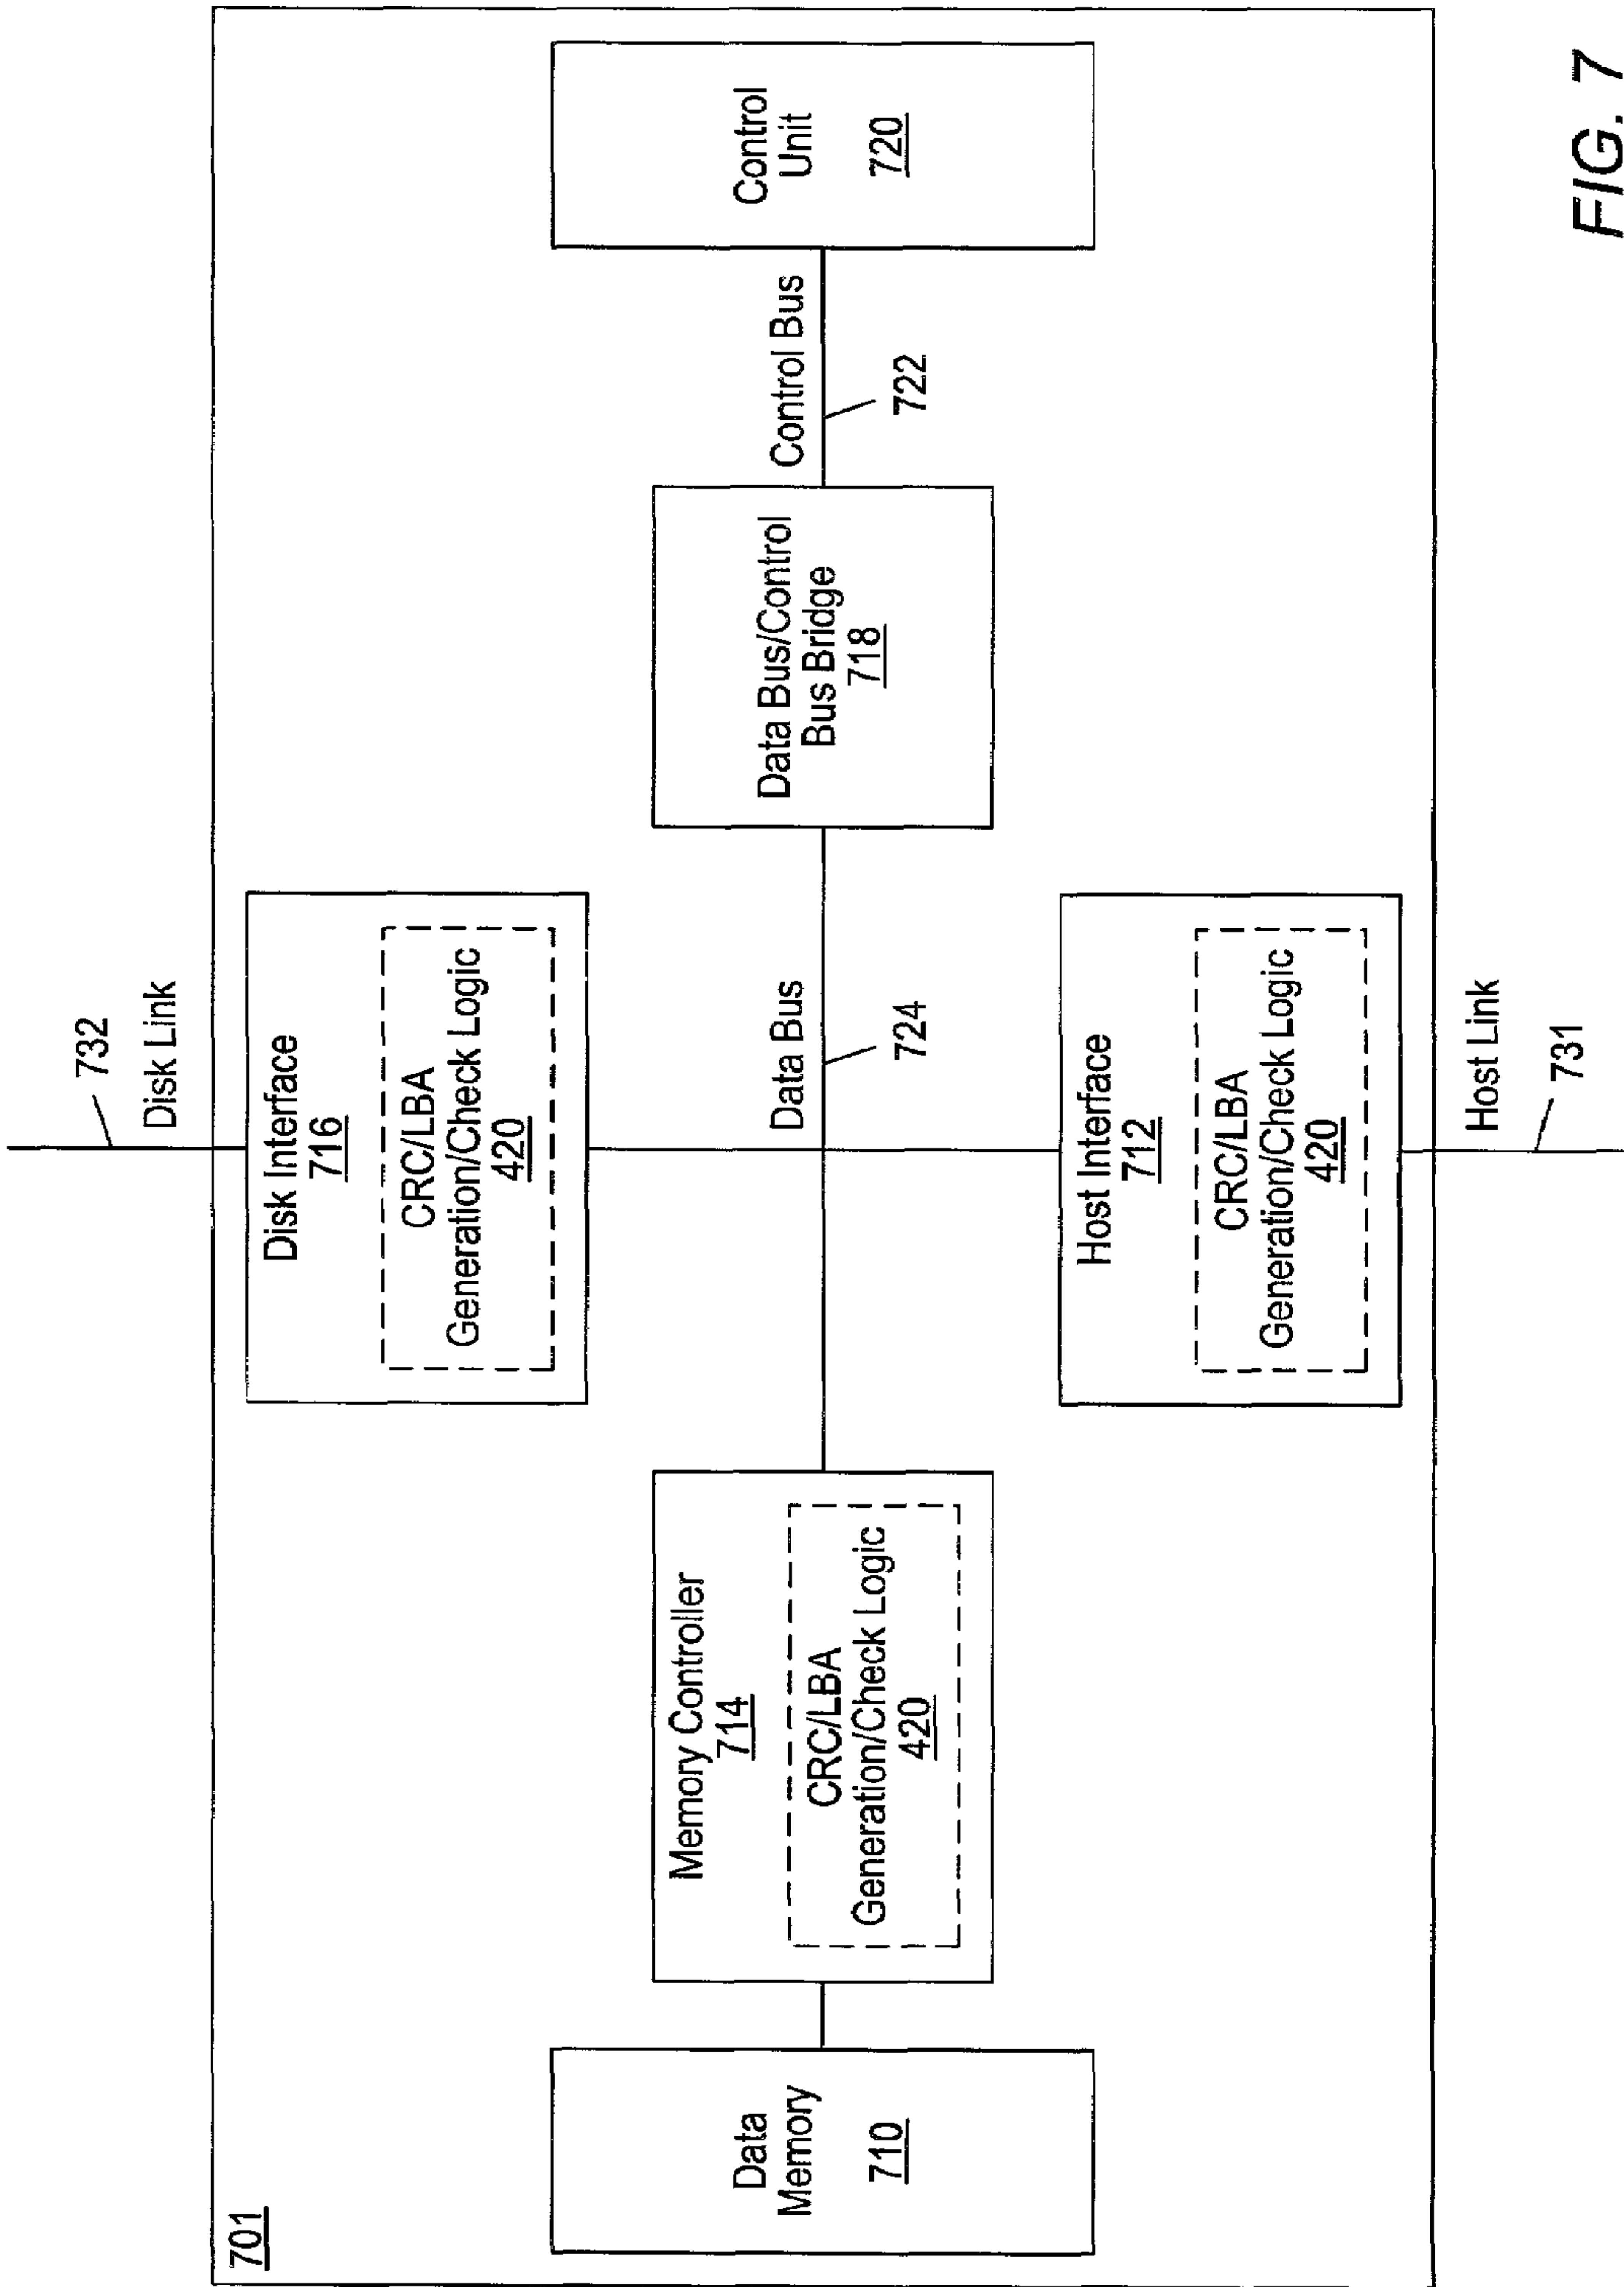 701
732
Disk Link
Disk Interface
716
CRC/LBA
Generation/Check Logic
420
Data
Memory
710
Memory Controller
714
CRC/LBA
Generation/Check Logic
420
Data Bus
724
Data Bus/Control
Bus Bridge
718
Control Bus
722
Control
Unit
720
Host Interface
712
CRC/LBA
Generation/Check Logic
420
Host Link
731
FIG. 7